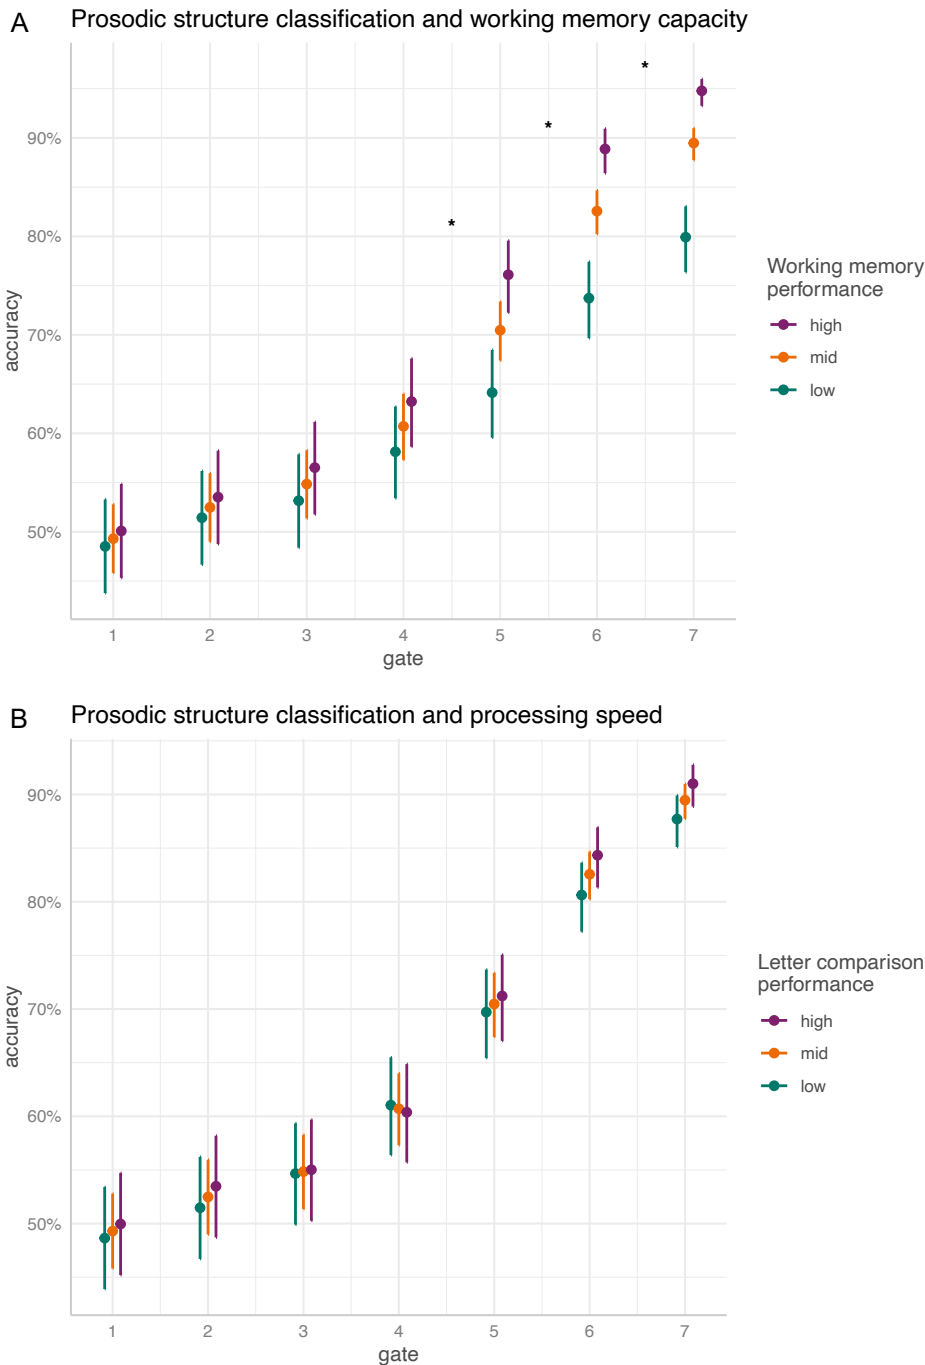 A
Prosodic structure classification and working memory capacity
*
*
*
90%
80%
70%
60%
50%
accuracy
1 2 3 4 5 6 7
gate
Working memory
performance
high
mid
low
B
Prosodic structure classification and processing speed
90%
80%
70%
60%
50%
accuracy
1 2 3 4 5 6 7
gate
Letter comparison
performance
high
mid
low